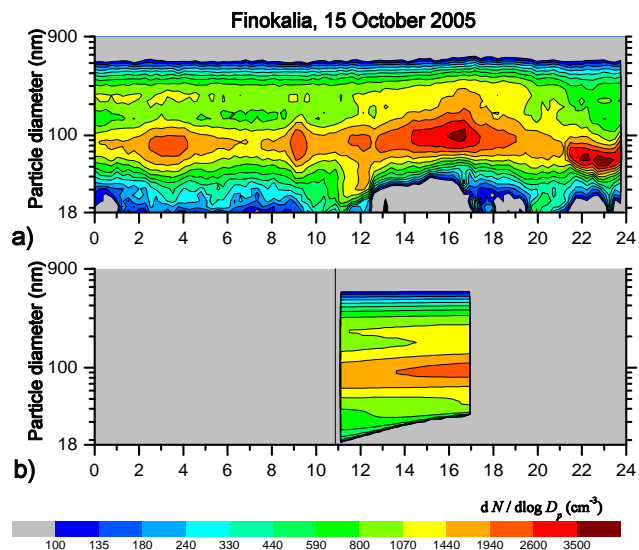 Finokalia, 15 October 2005
900
100
18
Particle diameter (nm)
a)
0 2 4 6 8 10 12 14 16 18 20 22 24
900
100
18
Particle diameter (nm)
b)
0 2 4 6 8 10 12 14 16 18 20 22 24
d N / dlog D_p (cm⁻³)
100 135 180 240 330 440 590 800 1070 1440 1940 2600 3500